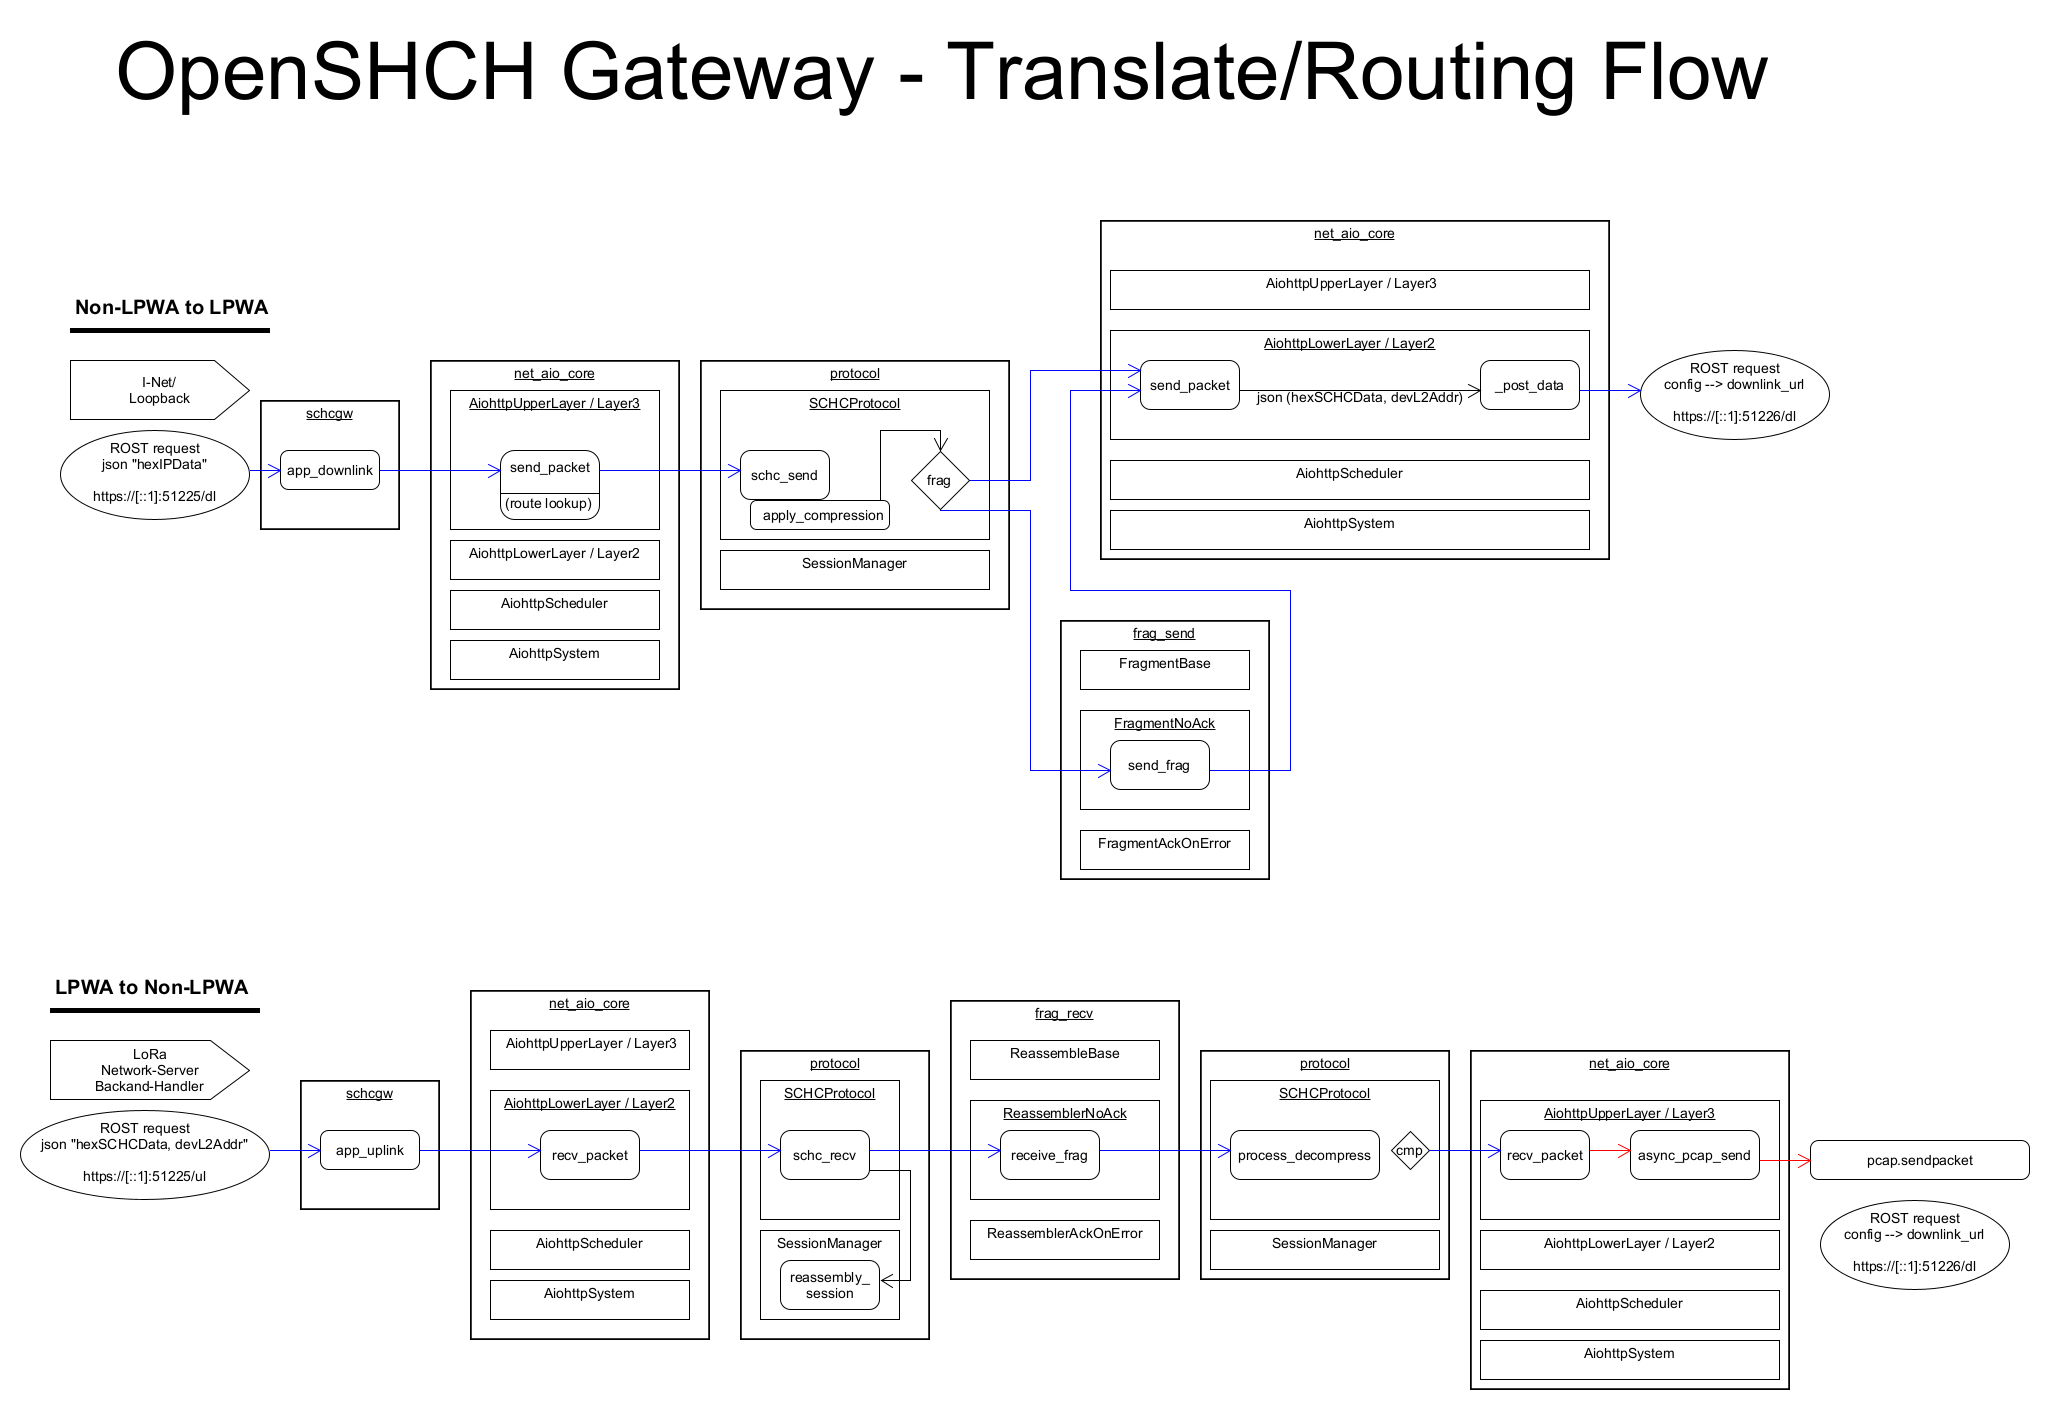 OpenSHCH Gateway - Translate/Routing Flow
Non-LPWA to LPWA
I-Net/
Loopback
ROST request
json "hexIPData"
https://[::1]:51225/dl
schcgw
app_downlink
net_aio_core
AiohttpUpperLayer / Layer3
send_packet
(route lookup)
AiohttpLowerLayer / Layer2
AiohttpScheduler
AiohttpSystem
protocol
SCHCProtocol
schc_send
apply_compression
frag
SessionManager
net_aio_core
AiohttpUpperLayer / Layer3
AiohttpLowerLayer / Layer2
send_packet
json (hexSCHCData, devL2Addr)
_post_data
AiohttpScheduler
AiohttpSystem
ROST request
config --> downlink_url
https://[::1]:51226/dl
frag_send
FragmentBase
FragmentNoAck
send_frag
FragmentAckOnError
LPWA to Non-LPWA
LoRa
Network-Server
Backand-Handler
ROST request
json "hexSCHCData, devL2Addr"
https://[::1]:51225/ul
schcgw
app_uplink
net_aio_core
AiohttpUpperLayer / Layer3
AiohttpLowerLayer / Layer2
recv_packet
AiohttpScheduler
AiohttpSystem
protocol
SCHCProtocol
schc_recv
SessionManager
reassembly_
session
frag_recv
ReassembleBase
ReassemblerNoAck
receive_frag
ReassemblerAckOnError
protocol
SCHCProtocol
process_decompress
cmp
SessionManager
net_aio_core
AiohttpUpperLayer / Layer3
recv_packet
async_pcap_send
AiohttpLowerLayer / Layer2
AiohttpScheduler
AiohttpSystem
pcap.sendpacket
ROST request
config --> downlink_url
https://[::1]:51226/dl